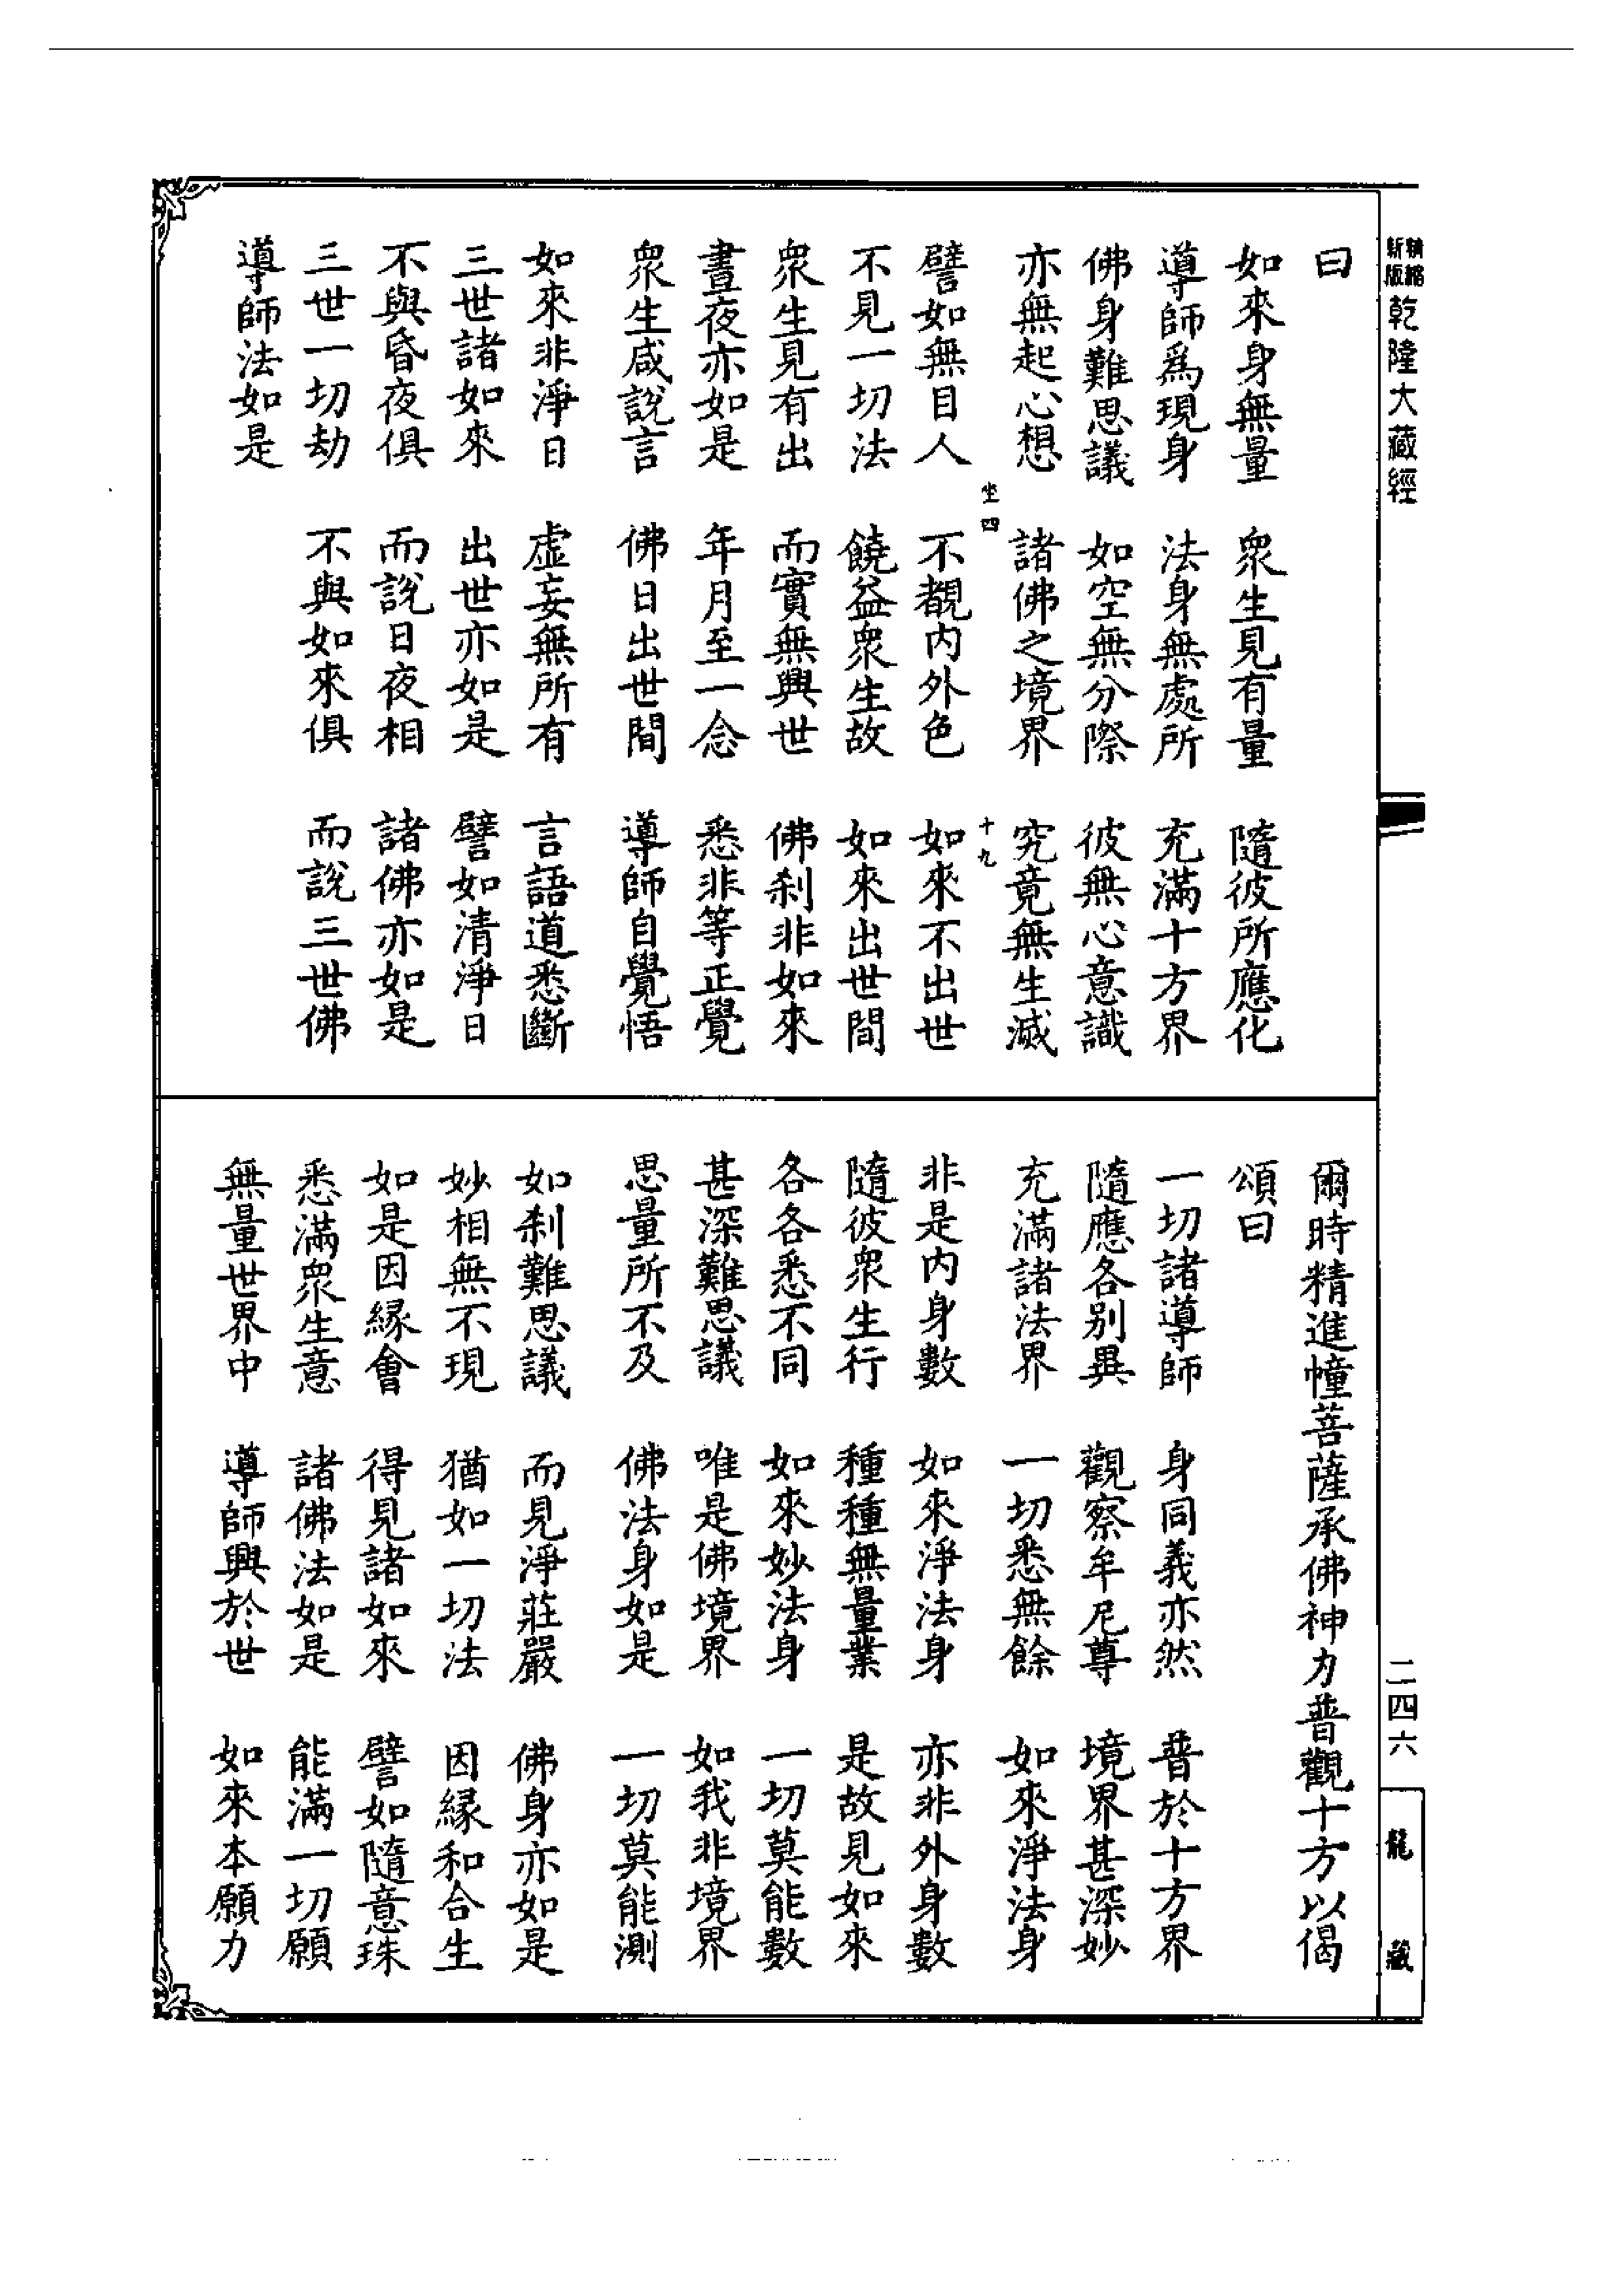 精縮新版乾隆大藏經
曰
如來身無量　衆生見有量　隨彼所應化
導師爲現身　法身無處所　充滿十方界
佛身難思議　如空無分際　彼無心意識
亦無起心想　諸佛之境界　究竟無生滅
坐四　十九
譬如無目人　不覩內外色　如來不出世
不見一切法　饒益衆生故　如來出世間
衆生見有出　而實無興世　佛刹非如來
晝夜亦如是　年月至一念　悉非等正覺
衆生咸說言　佛日出世間　導師自覺悟
如來非淨日　虛妄無所有　言語道悉斷
三世諸如來　出世亦如是　譬如清淨日
不與昏夜俱　而說日夜相　諸佛亦如是
三世一切劫　不與如來俱　而說三世佛
導師法如是
爾時精進幢菩薩承佛神力普觀十方以偈
頌曰
一切諸導師　身同義亦然　普於十方界
隨應各别異　觀察牟尼尊　境界甚深妙
充滿諸法界　一切悉無餘　如來淨法身
非是內身數　如來淨法身　亦非外身數
隨彼衆生行　種種無量業　是故見如來
各各悉不同　如來妙法身　一切莫能數
甚深難思議　唯是佛境界　如我非境界
思量所不及　佛法身如是　一切莫能測
如刹難思議　而見淨莊嚴　佛身亦如是
妙相無不現　猶如一切法　因緣和合生
如是因緣會　得見諸如來　譬如隨意珠
悉滿衆生意　諸佛法如是　能滿一切願
無量世界中　導師興於世　如來本願力
二四六
龍藏